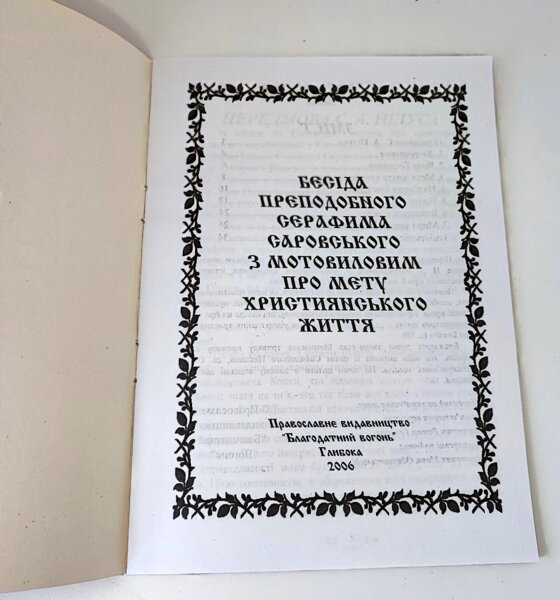 БЕСІДА
ПРЕПОДОБНОГО
СЕРАФИМА
САРОВСЬКОГО
З МОТОВИЛОВИМ
ПРО МЕТУ
ХРИСТИЯНСЬКОГО
ЖИТТЯ
Православне видавництво
"Благодатний вогонь"
Глибока
2006